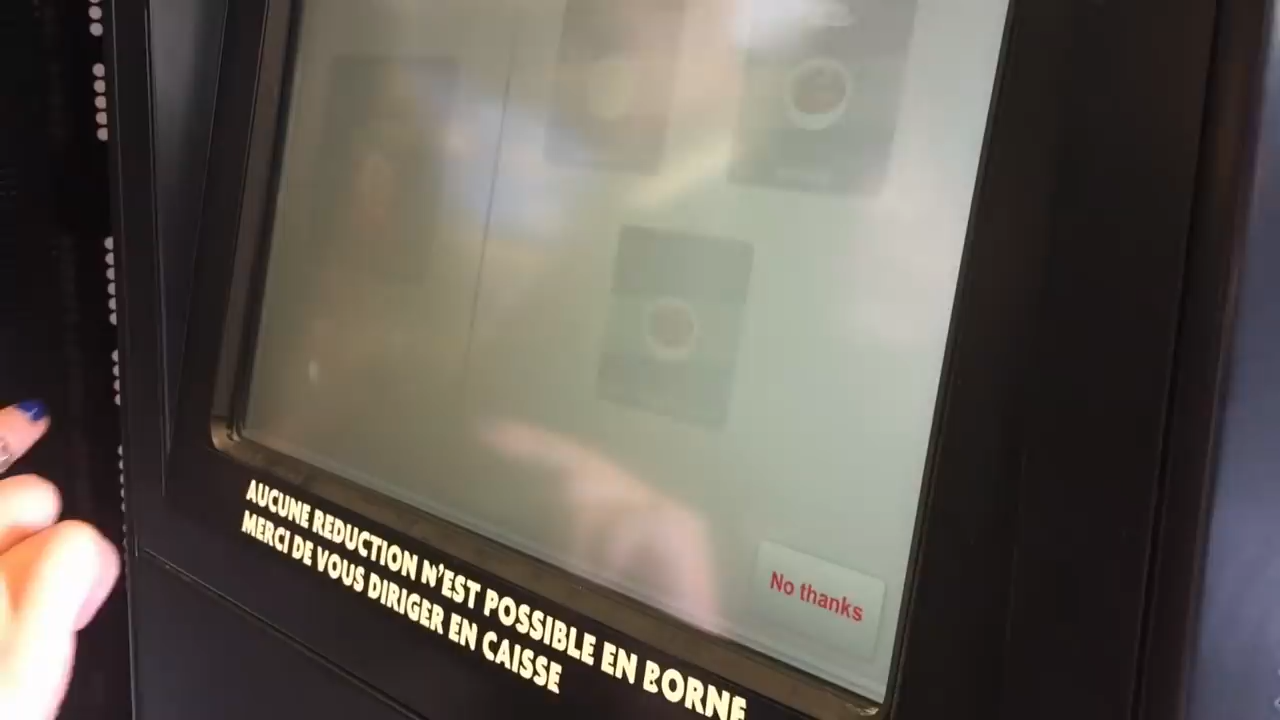 No thanks
AUCUNE REDUCTION N'EST POSSIBLE EN BORNE
MERCI DE VOUS DIRIGER EN CAISSE